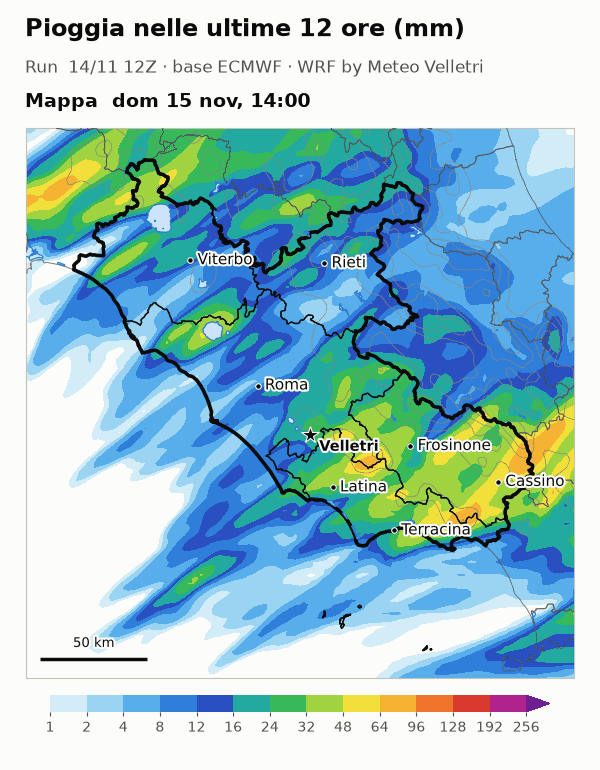 Pioggia nelle ultime 12 ore (mm)
Run 14/11 12Z · base ECMWF · WRF by Meteo Velletri
Mappa dom 15 nov, 14:00
Viterbo
Rieti
Roma
Velletri
Frosinone
Latina
Cassino
Terracina
50 km
1 2 4 8 12 16 24 32 48 64 96 128 192 256